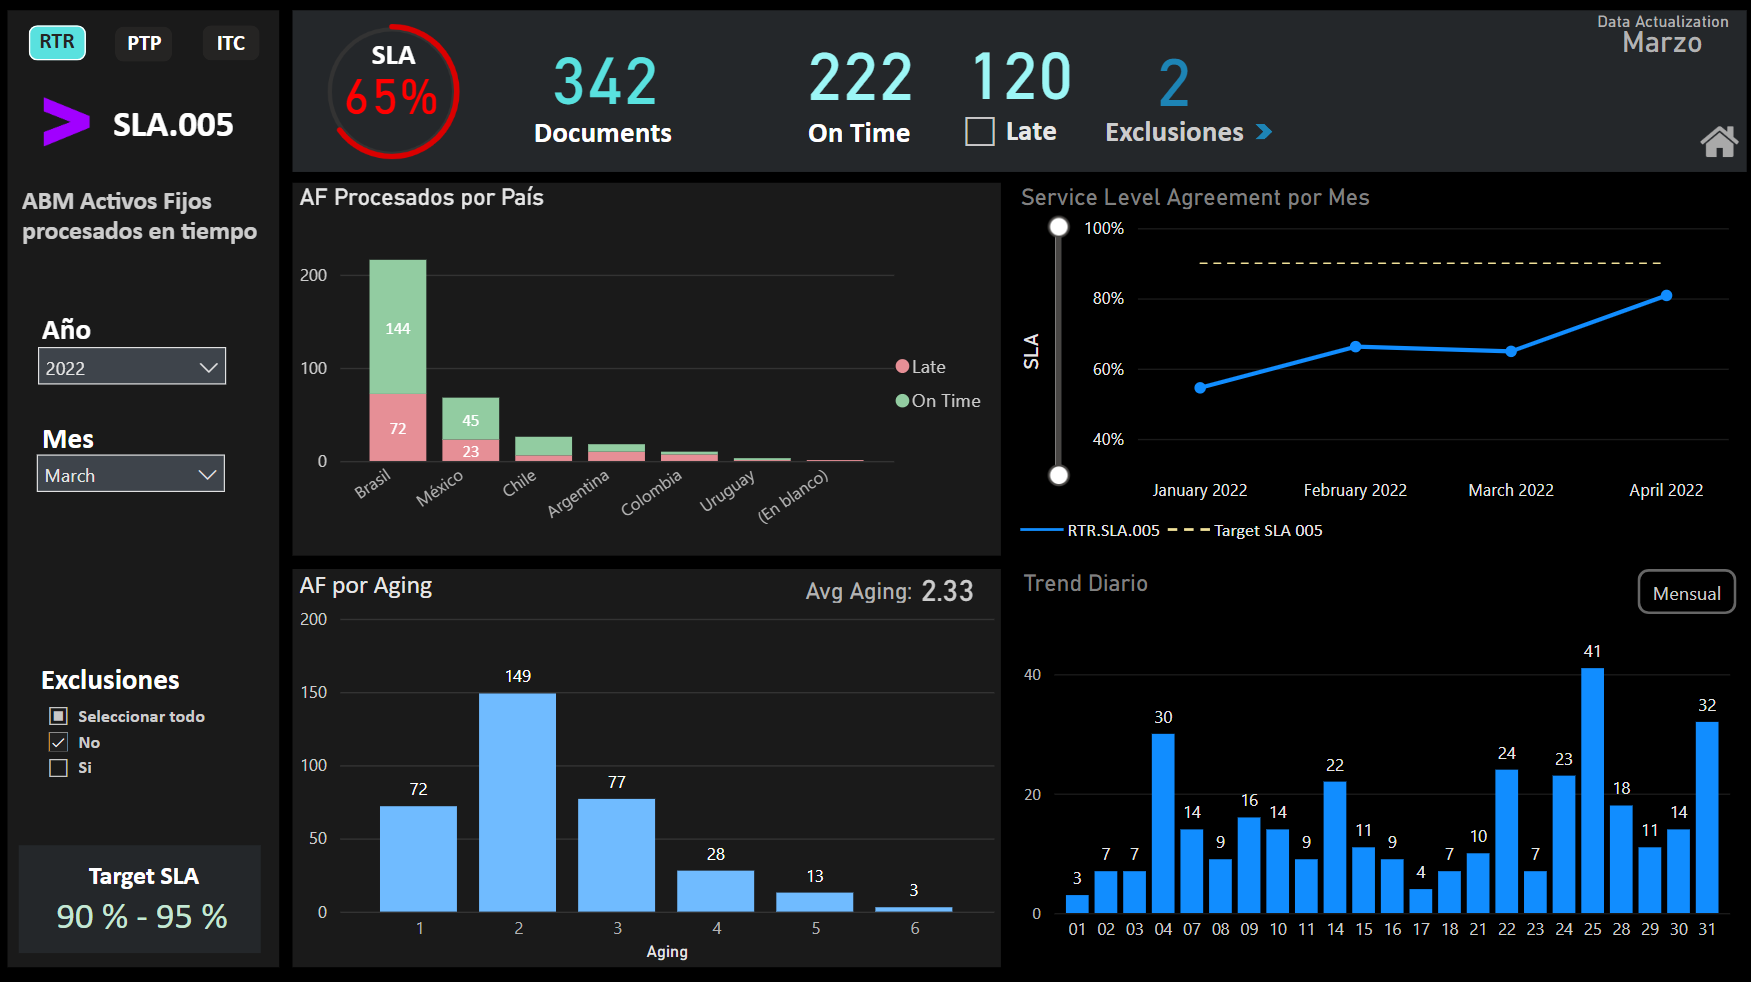 RTR
PTP
ITC
> SLA.005
ABM Activos Fijos
procesados en tiempo
Año
2022
Mes
March
Exclusiones
Seleccionar todo
No
Si
Target SLA
90 % - 95 %
SLA
65%
342
Documents
222
On Time
120
Late
2
Exclusiones
Data Actualization
Marzo
AF Procesados por País
200
100
0
144
72
45
23
Brasil
México
Chile
Argentina
Colombia
Uruguay
(En blanco)
Late
On Time
Service Level Agreement por Mes
SLA
100%
80%
60%
40%
January 2022
February 2022
March 2022
April 2022
RTR.SLA.005
Target SLA 005
AF por Aging
Avg Aging: 2.33
200
150
100
50
0
72
149
77
28
13
3
1
2
3
4
5
6
Aging
Trend Diario
Mensual
40
20
0
3
7
7
30
14
9
16
14
9
22
11
9
4
7
10
24
7
23
41
18
11
14
32
01
02
03
04
07
08
09
10
11
14
15
16
17
18
21
22
23
24
25
28
29
30
31